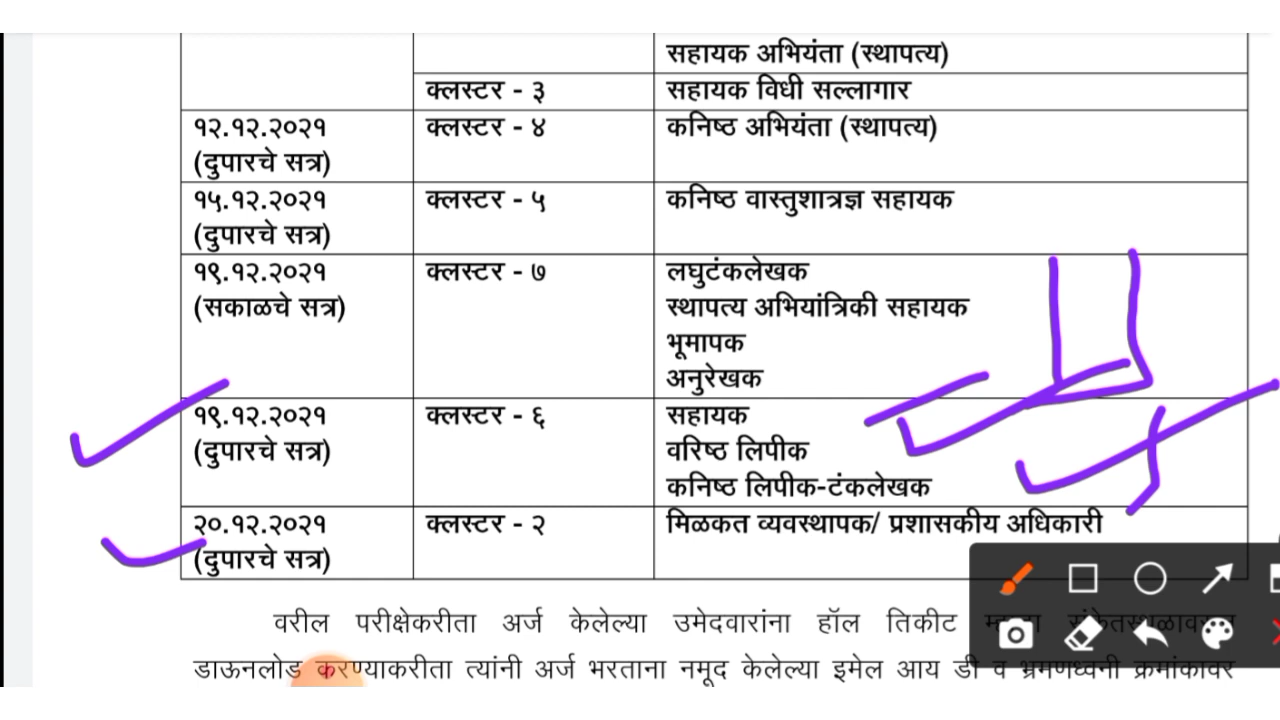 सहायक अभियंता (स्थापत्य)
क्लस्टर - ३ सहायक विधी सल्लागार
१२.१२.२०२१ क्लस्टर - ४ कनिष्ठ अभियंता (स्थापत्य)
(दुपारचे सत्र)
१५.१२.२०२१ क्लस्टर - ५ कनिष्ठ वास्तुशात्रज्ञ सहायक
(दुपारचे सत्र)
१९.१२.२०२१ क्लस्टर - ७ लघुटंकलेखक
(सकाळचे सत्र) स्थापत्य अभियांत्रिकी सहायक
भूमापक
अनुरेखक
१९.१२.२०२१ क्लस्टर - ६ सहायक
(दुपारचे सत्र) वरिष्ठ लिपीक
कनिष्ठ लिपीक-टंकलेखक
२०.१२.२०२१ क्लस्टर - २ मिळकत व्यवस्थापक/ प्रशासकीय अधिकारी
(दुपारचे सत्र)
वरील परीक्षेकरीता अर्ज केलेल्या उमेदवारांना हॉल तिकीट
डाऊनलोड करण्याकरीता त्यांनी अर्ज भरताना नमूद केलेल्या इमेल आय डी व भ्रमणध्वनी क्रमांकावर